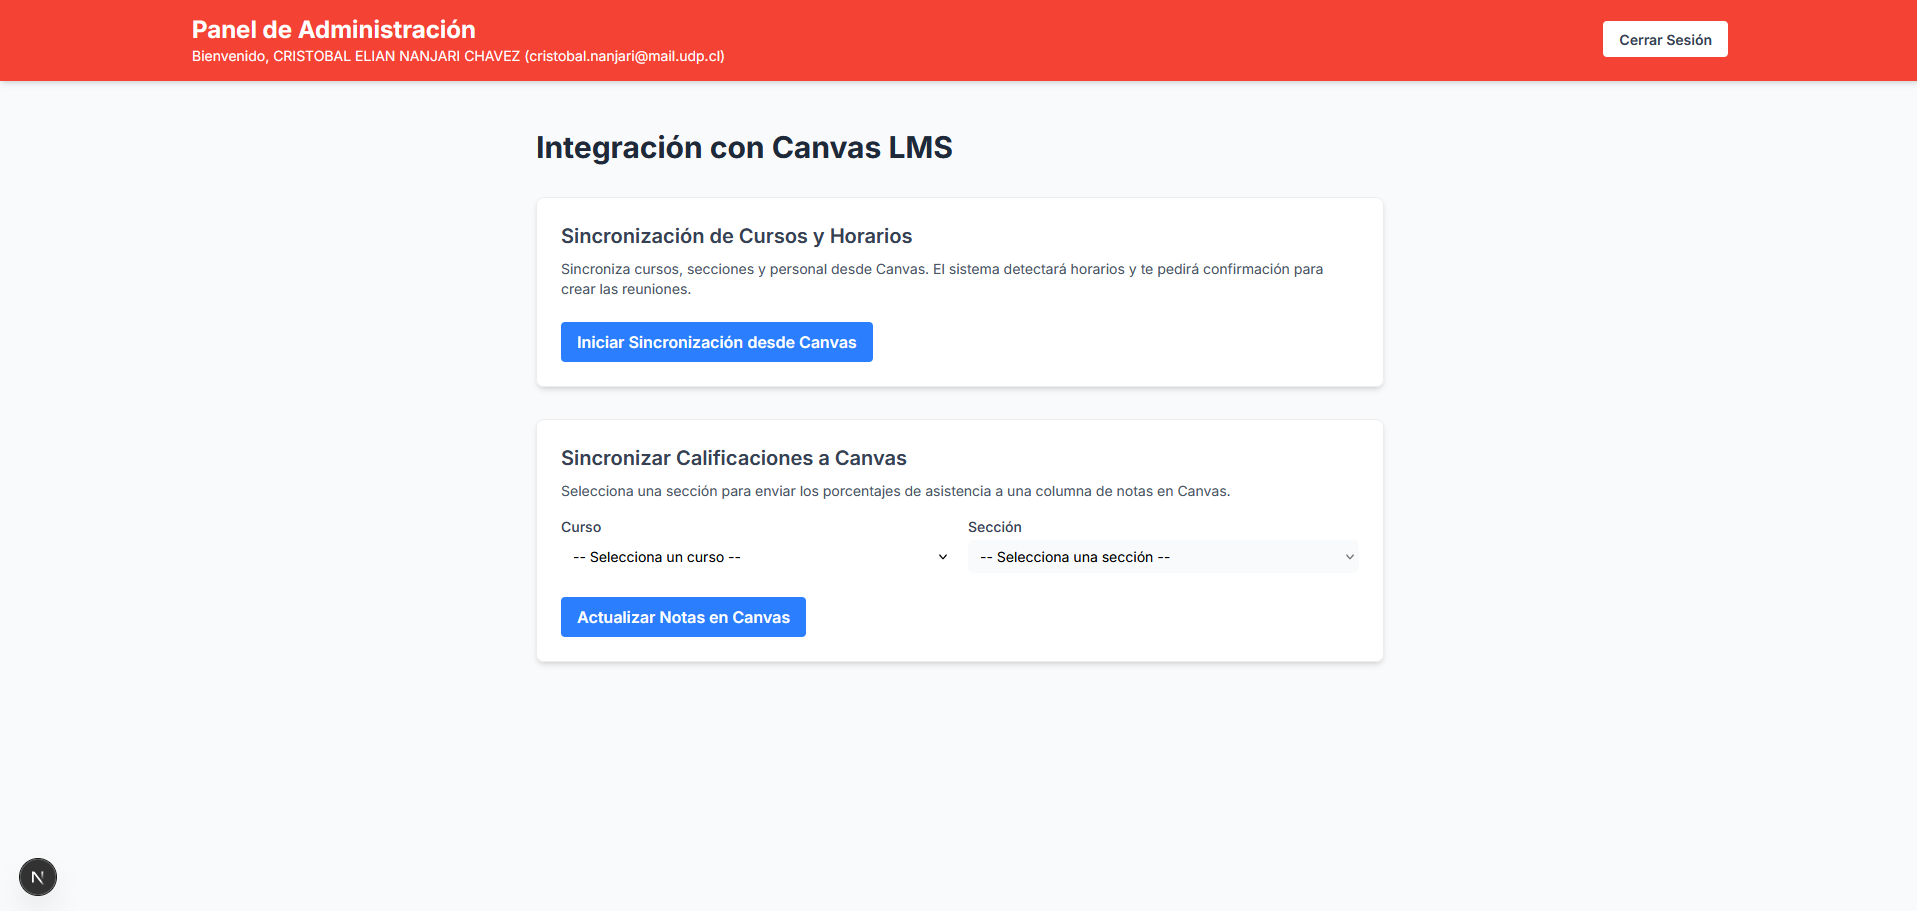 Panel de Administración
Bienvenido, CRISTOBAL ELIAN NANJARI CHAVEZ (cristobal.nanjari@mail.udp.cl)
Cerrar Sesión
Integración con Canvas LMS
Sincronización de Cursos y Horarios
Sincroniza cursos, secciones y personal desde Canvas. El sistema detectará horarios y te pedirá confirmación para
crear las reuniones.
Iniciar Sincronización desde Canvas
Sincronizar Calificaciones a Canvas
Selecciona una sección para enviar los porcentajes de asistencia a una columna de notas en Canvas.
Curso
-- Selecciona un curso --
Sección
-- Selecciona una sección --
Actualizar Notas en Canvas
N